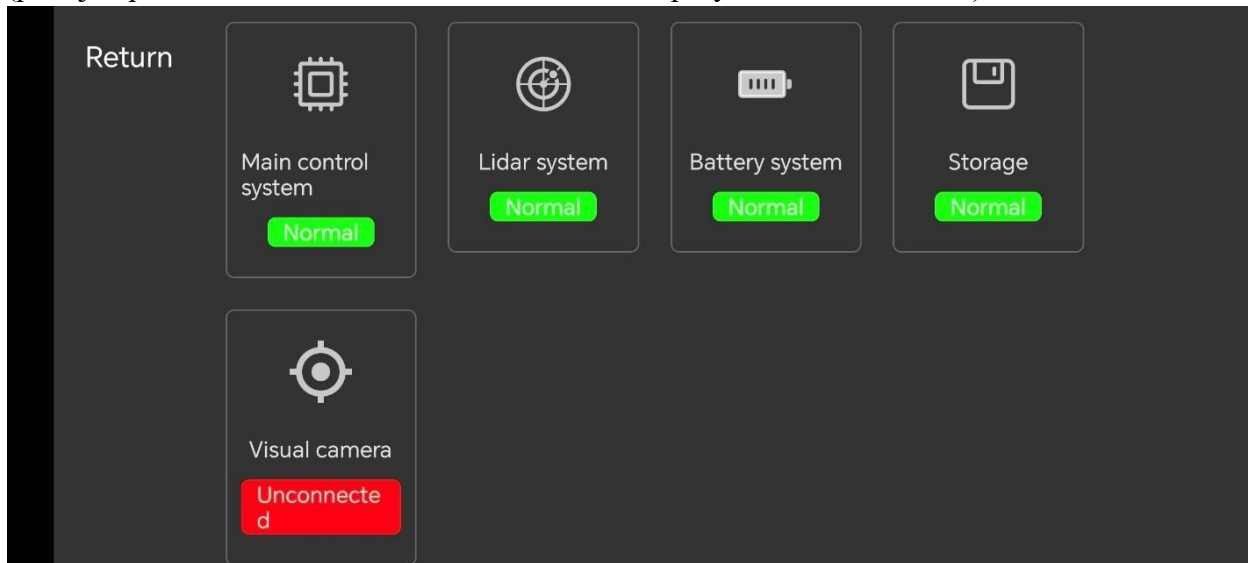 Return
Main control
system
Normal
Lidar system
Normal
Battery system
Normal
Storage
Normal
Visual camera
Unconnecte
d